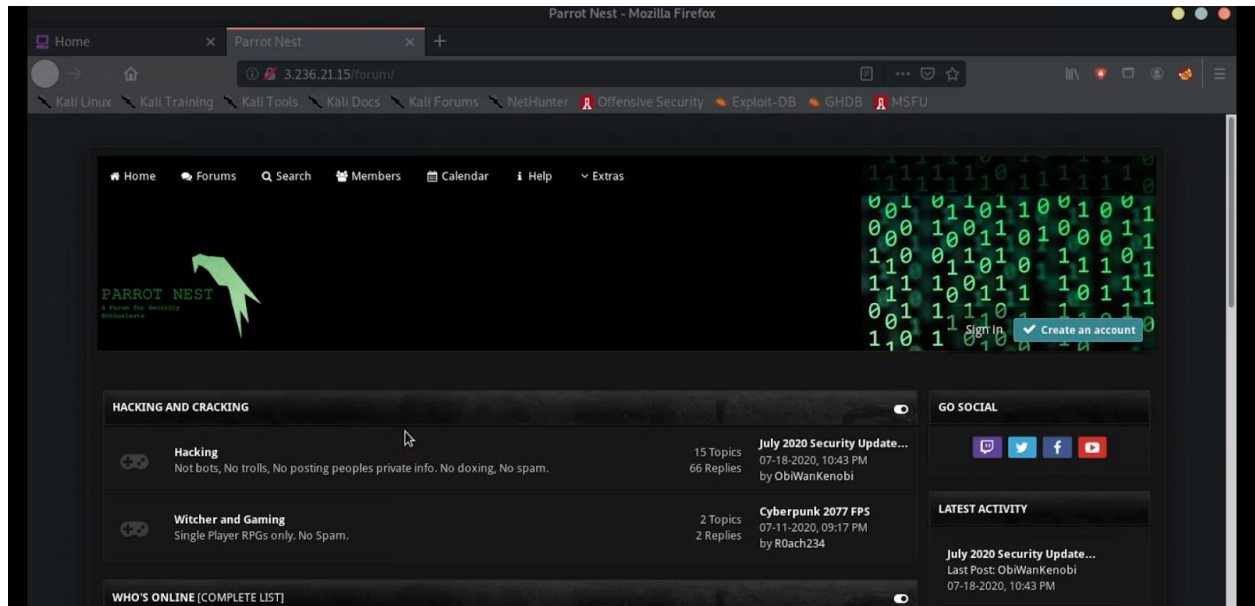 Parrot Nest - Mozilla Firefox
Home
Parrot Nest
3.236.21.15/forum/
Kali Linux Kali Training Kali Tools Kali Docs Kali Forums NetHunter Offensive Security Exploit-DB GHDB MSFU
Home Forums Search Members Calendar Help Extras
PARROT NEST
A Forum for Security
Enthusiasts
Sign In Create an account
HACKING AND CRACKING
Hacking
Not bots, No trolls, No posting peoples private info. No doxing, No spam.
15 Topics
66 Replies
July 2020 Security Update...
07-18-2020, 10:43 PM
by ObiWanKenobi
Witcher and Gaming
Single Player RPGs only. No Spam.
2 Topics
2 Replies
Cyberpunk 2077 FPS
07-11-2020, 09:17 PM
by R0ach234
WHO'S ONLINE [COMPLETE LIST]
GO SOCIAL
LATEST ACTIVITY
July 2020 Security Update...
Last Post: ObiWanKenobi
07-18-2020, 10:43 PM